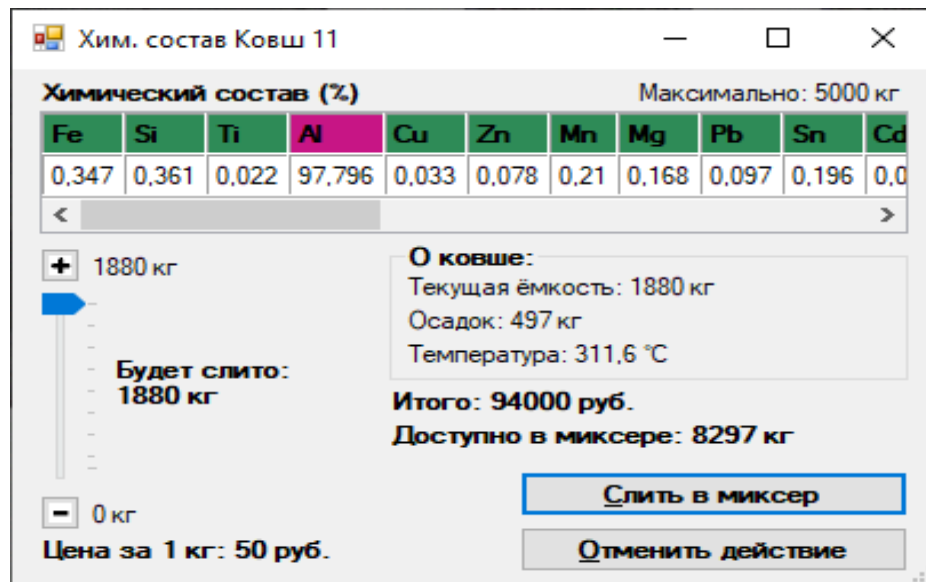 Хим. состав Ковш 11
Химический состав (%)
Максимально: 5000 кг
Fe Si Ti Al Cu Zn Mn Mg Pb Sn Cd
0,347 0,361 0,022 97,796 0,033 0,078 0,21 0,168 0,097 0,196 0,0
+ 1880 кг
О ковше:
Текущая ёмкость: 1880 кг
Осадок: 497 кг
Температура: 311,6 °C
Будет слито:
1880 кг
Итого: 94000 руб.
Доступно в миксере: 8297 кг
Слить в миксер
- 0 кг
Цена за 1 кг: 50 руб.
Отменить действие